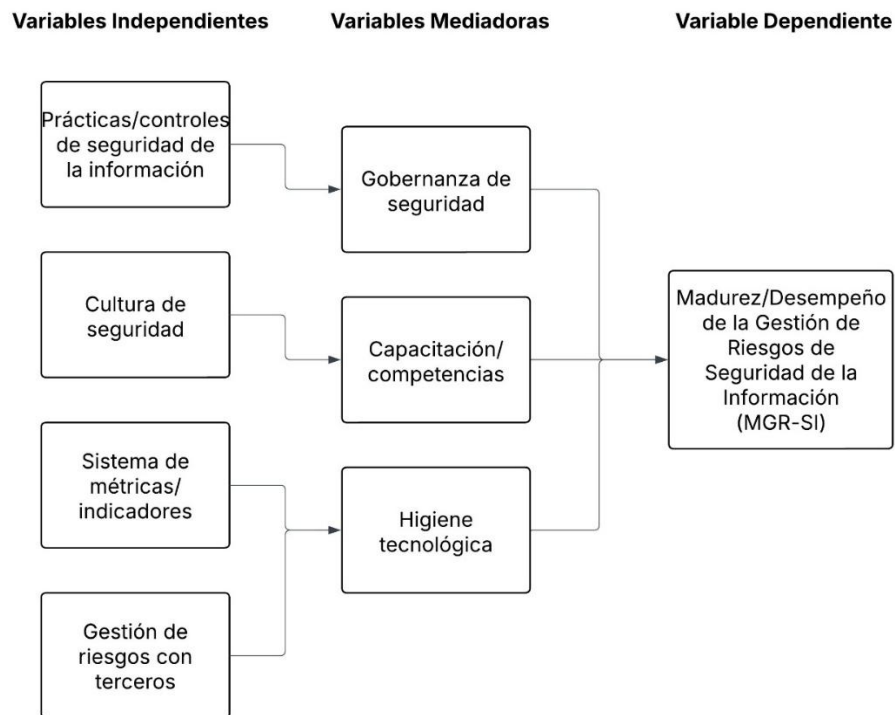 Variables Independientes
Variables Mediadoras
Variable Dependiente
Prácticas/controles
de seguridad de
la información
Gobernanza de
seguridad
Cultura de
seguridad
Capacitación/
competencias
Madurez/Desempeño
de la Gestión de
Riesgos de
Seguridad de la
Información
(MGR-SI)
Sistema de
métricas/
indicadores
Higiene
tecnológica
Gestión de
riesgos con
terceros